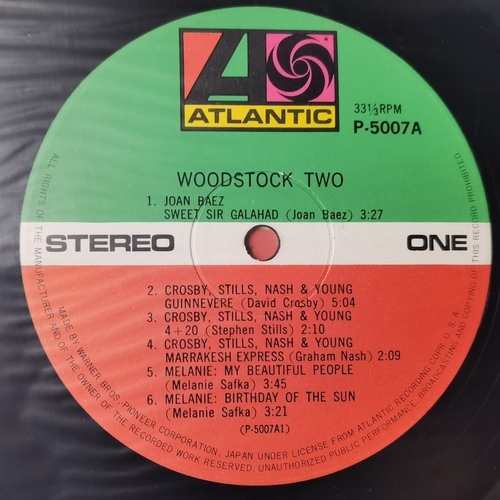 ATLANTIC
33⅓ RPM
P-5007A
WOODSTOCK TWO
1. JOAN BAEZ
SWEET SIR GALAHAD (Joan Baez) 3:27
STEREO
ONE
2. CROSBY, STILLS, NASH & YOUNG
GUINNEVERE (David Crosby) 5:04
3. CROSBY, STILLS, NASH & YOUNG
4+20 (Stephen Stills) 2:10
4. CROSBY, STILLS, NASH & YOUNG
MARRAKESH EXPRESS (Graham Nash) 2:09
5. MELANIE: MY BEAUTIFUL PEOPLE
(Melanie Safka) 3:45
6. MELANIE: BIRTHDAY OF THE SUN
(Melanie Safka) 3:21
(P-5007A1)
MADE BY WARNER BROS.-PIONEER CORPORATION, JAPAN UNDER LICENSE FROM ATLANTIC RECORDING CORP., U.S.A.
ALL RIGHTS OF THE MANUFACTURER AND OF THE OWNER OF THE RECORDED WORK RESERVED. UNAUTHORIZED PUBLIC PERFORMANCE, BROADCASTING AND COPYING OF THIS RECORD PROHIBITED